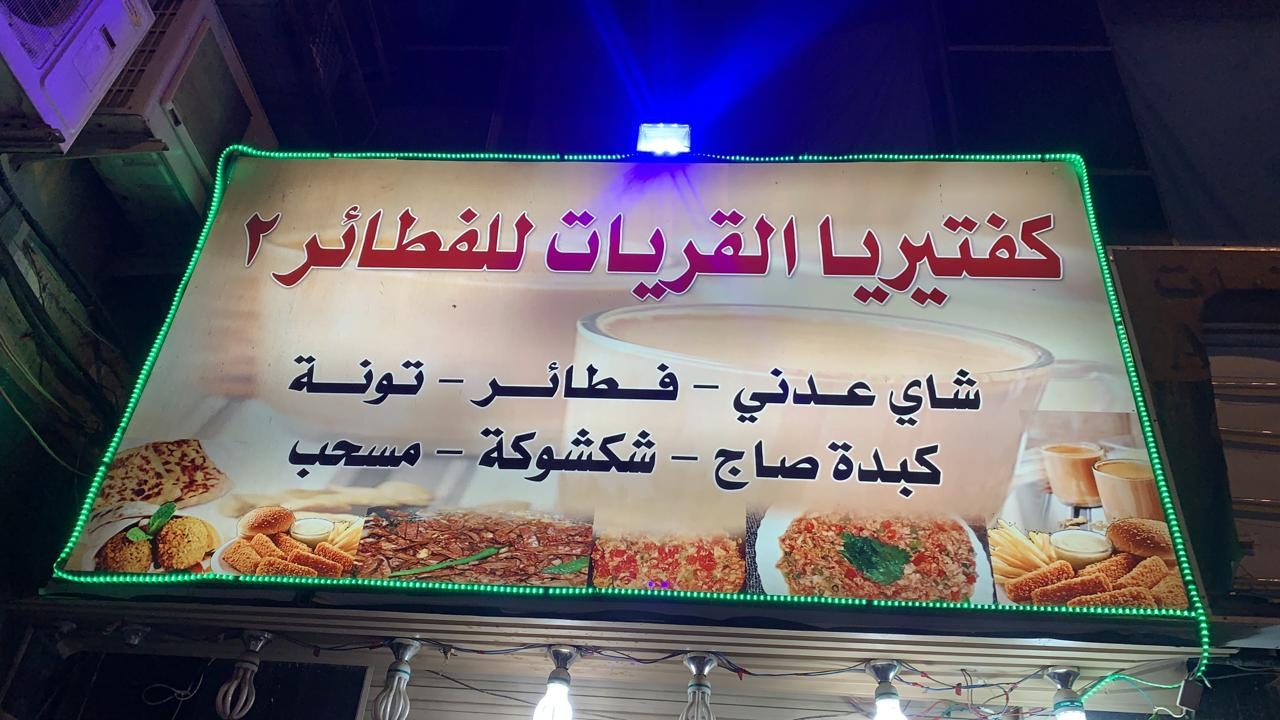 كفتيريا القريات للفطائر ٢
شاي عدني - فطائر - تونة
كبدة صاج - شكشوكة - مسحب